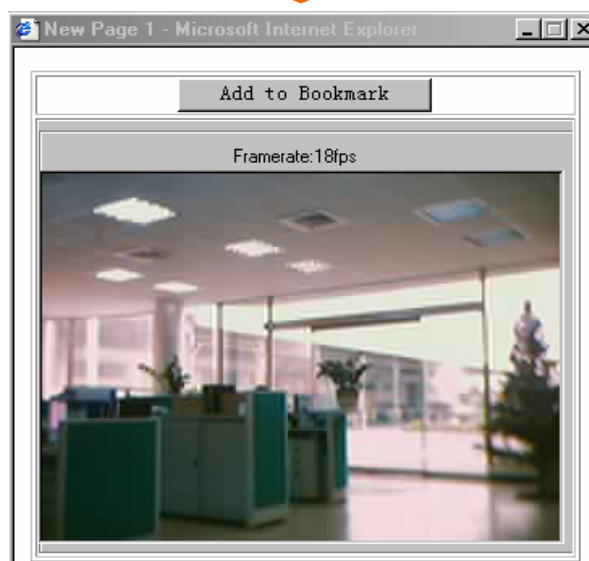 New Page 1 - Microsoft Internet Explorer
Add to Bookmark
Framerate:18fps